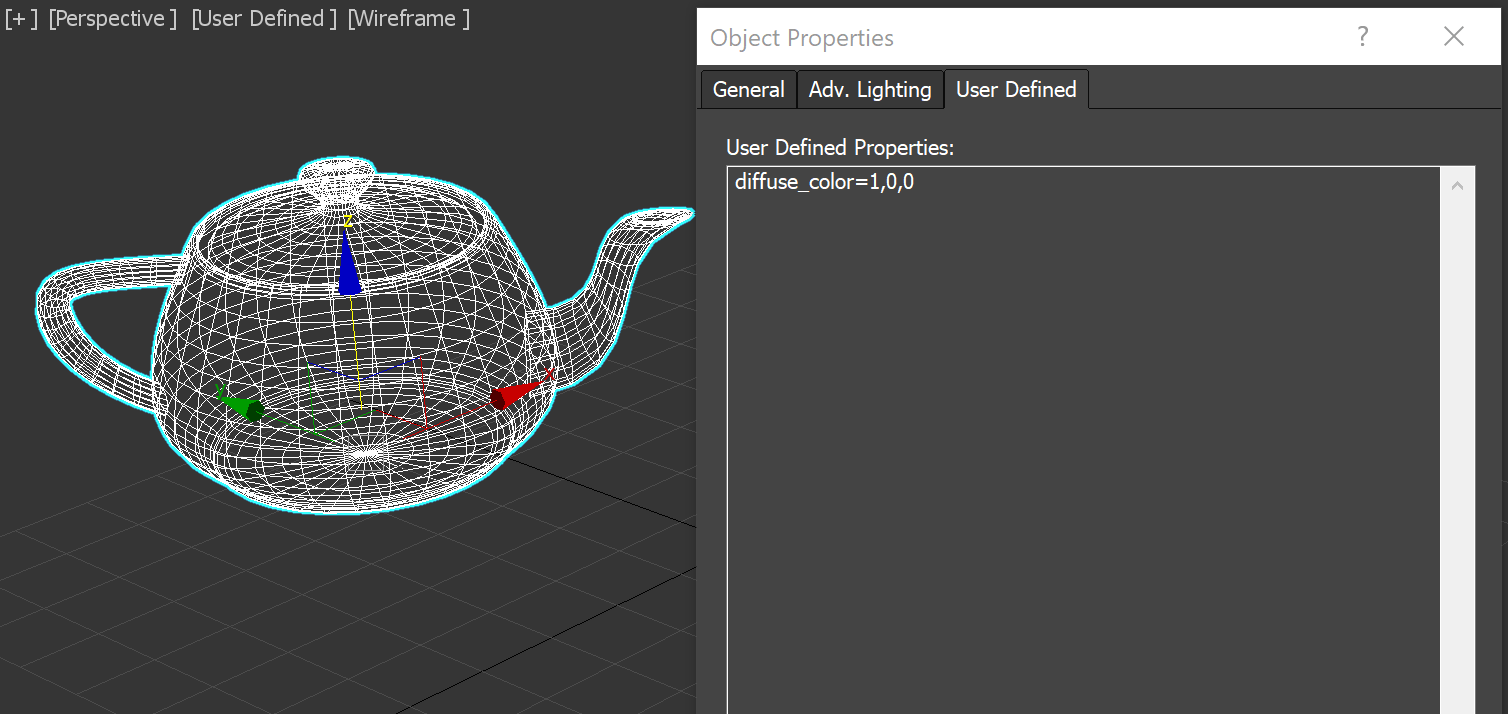 [+ ] [Perspective ] [User Defined ] [Wireframe ]
Object Properties
?
General
Adv. Lighting
User Defined
User Defined Properties:
diffuse_color=1,0,0
z
y
x